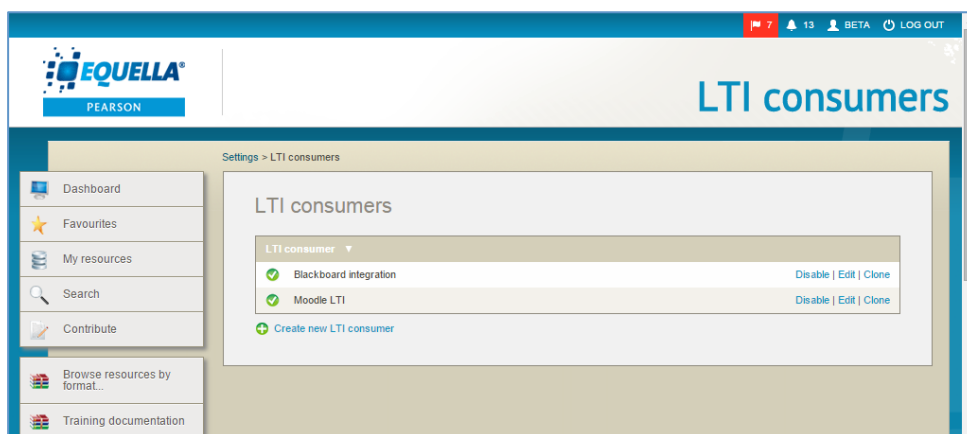 7 13 BETA LOG OUT
EQUELLA®
PEARSON
LTI consumers
Settings > LTI consumers
Dashboard
Favourites
My resources
Search
Contribute
Browse resources by
format...
Training documentation
LTI consumers
LTI consumer ▼
Blackboard integration Disable | Edit | Clone
Moodle LTI Disable | Edit | Clone
Create new LTI consumer